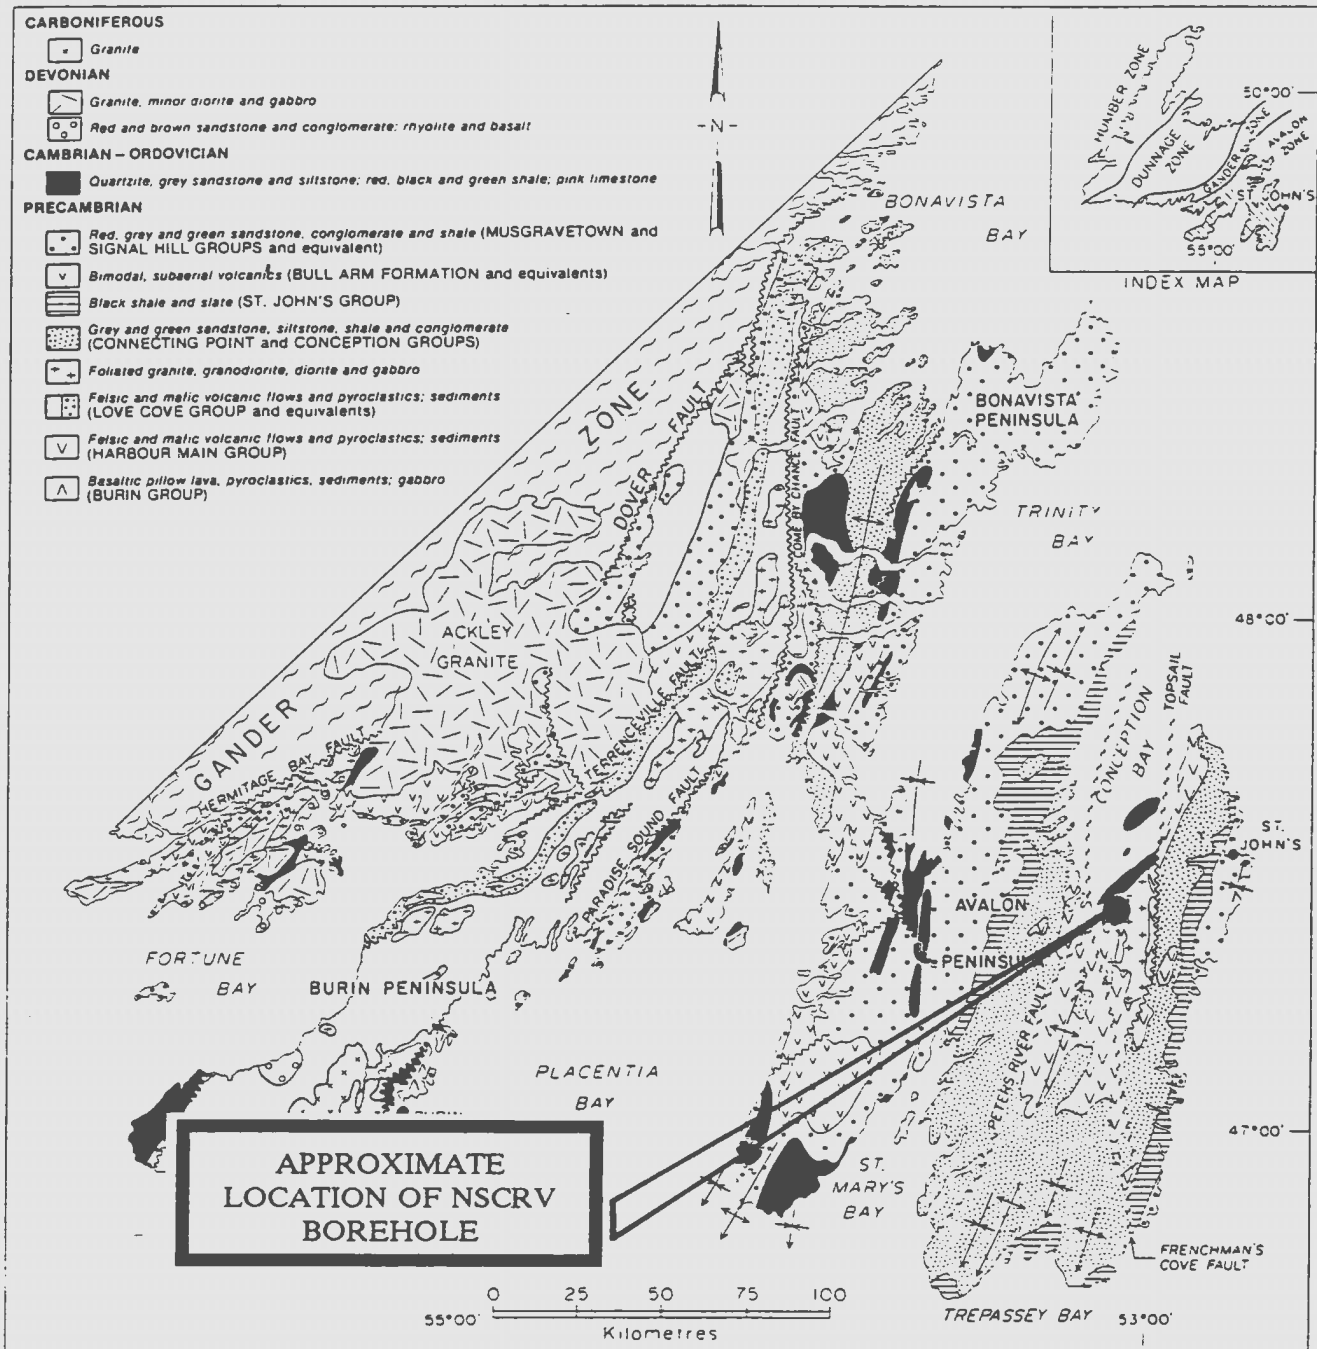 CARBONIFEROUS
Granite
DEVONIAN
Granite, minor diorite and gabbro
Red and brown sandstone and conglomerate; rhyolite and basalt
CAMBRIAN – ORDOVICIAN
Quartzite, grey sandstone and siltstone; red, black and green shale; pink limestone
PRECAMBRIAN
Red, grey and green sandstone, conglomerate and shale (MUSGRAVETOWN and
SIGNAL HILL GROUPS and equivalent)
Bimodal, subaerial volcanics (BULL ARM FORMATION and equivalents)
Black shale and slate (ST. JOHN'S GROUP)
Grey and green sandstone, siltstone, shale and conglomerate
(CONNECTING POINT and CONCEPTION GROUPS)
Foliated granite, granodiorite, diorite and gabbro
Felsic and mafic volcanic flows and pyroclastics; sediments
(LOVE COVE GROUP and equivalents)
Felsic and mafic volcanic flows and pyroclastics; sediments
(HARBOUR MAIN GROUP)
Basaltic pillow lava, pyroclastics, sediments; gabbro
(BURIN GROUP)
-N-
HUMBER ZONE
DUNNAGE
ZONE
GANDER ZONE
AVALON
ZONE
50°00'
ST. JOHN'S
55°00'
INDEX MAP
BONAVISTA
BAY
BONAVISTA
PENINSULA
TRINITY
BAY
GANDER ZONE
DOVER FAULT
COME BY CHANCE FAULT
ACKLEY
GRANITE
48°00'
HERMITAGE BAY FAULT
TERRENCEVILLE FAULT
PARADISE SOUND FAULT
CONCEPTION
BAY
TOPSAIL
FAULT
ST.
JOHN'S
AVALON
PENINSULA
FORTUNE
BAY
BURIN PENINSULA
PLACENTIA
BAY
PETERS RIVER FAULT
47°00'
APPROXIMATE
LOCATION OF NSCRV
BOREHOLE
ST.
MARY'S
BAY
FRENCHMAN'S
COVE FAULT
TREPASSEY BAY
53°00'
55°00'
0 25 50 75 100
Kilometres